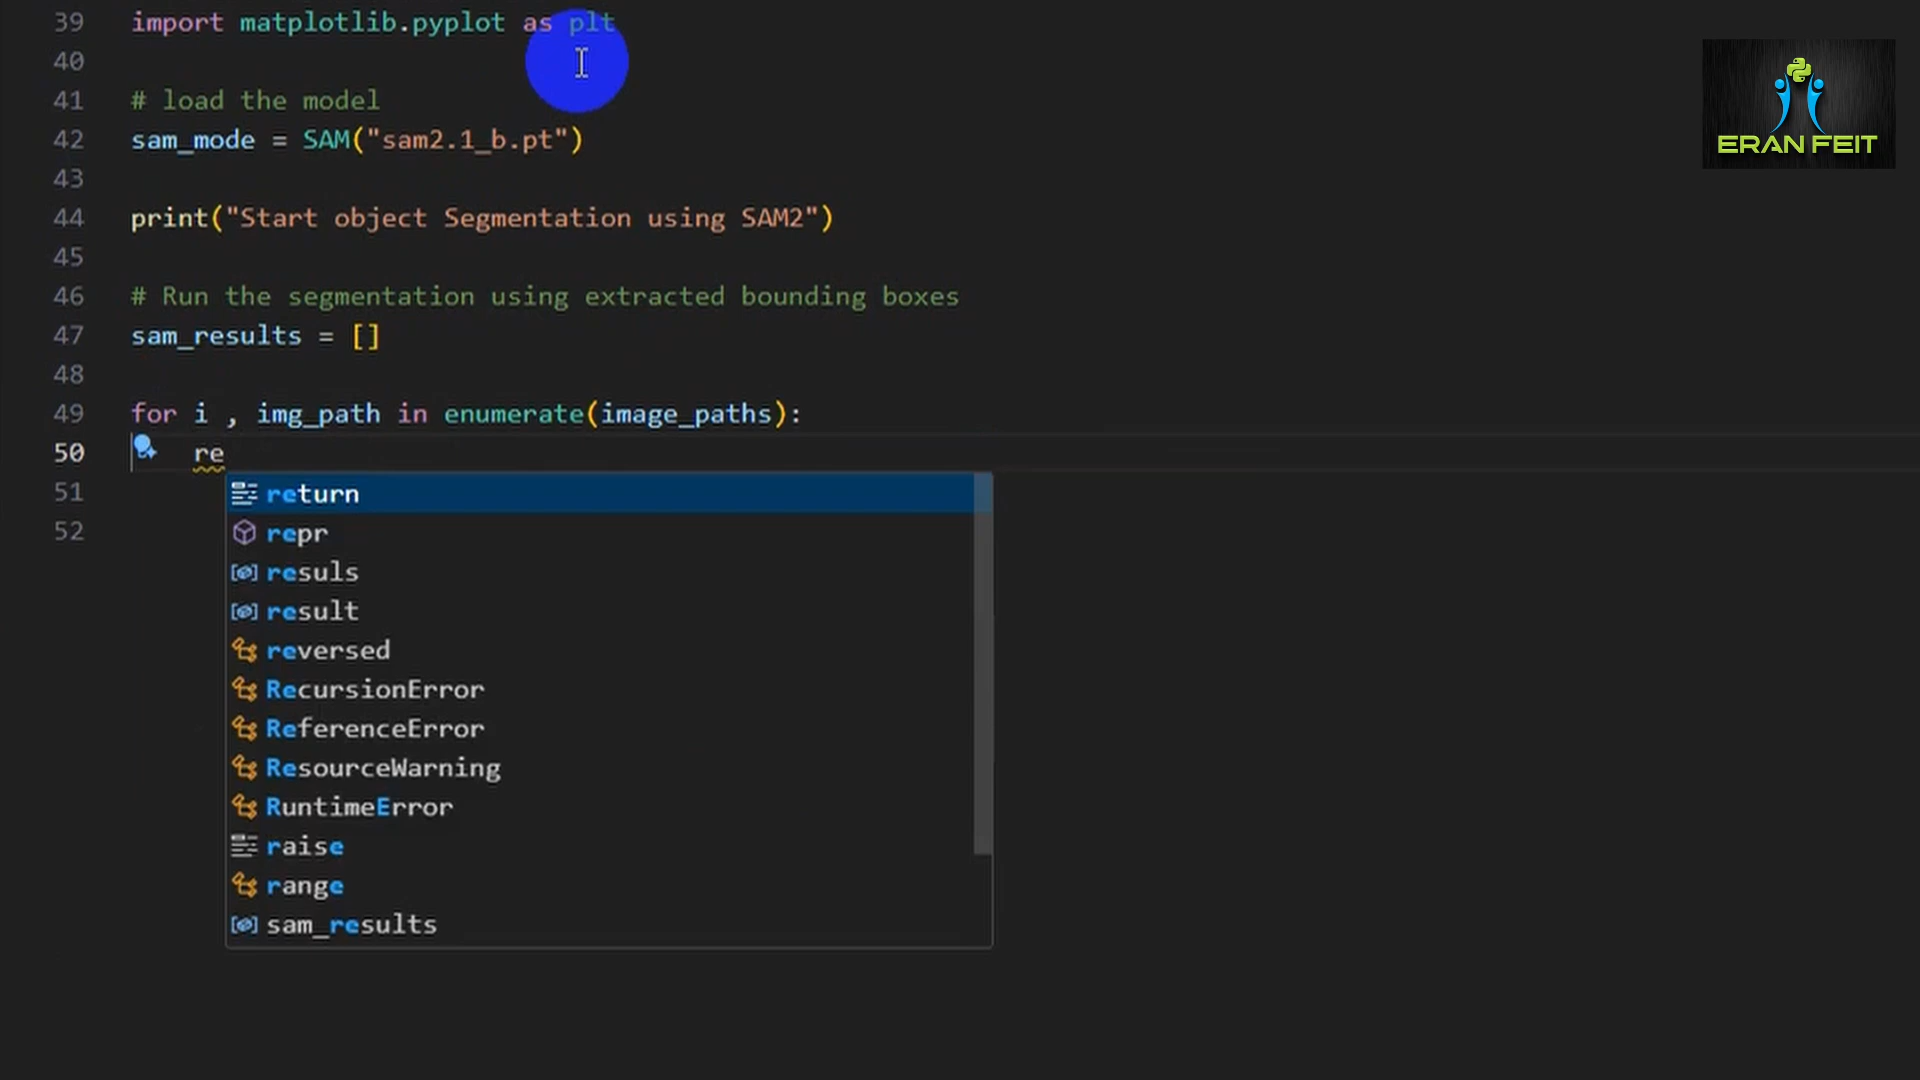 39 import matplotlib.pyplot as plt
40
41 # load the model
42 sam_mode = SAM("sam2.1_b.pt")
43
44 print("Start object Segmentation using SAM2")
45
46 # Run the segmentation using extracted bounding boxes
47 sam_results = []
48
49 for i , img_path in enumerate(image_paths):
50 re
51 return
repr
52
resuls
result
reversed
RecursionError
ReferenceError
ResourceWarning
RuntimeError
raise
range
sam_results
ERAN FEIT